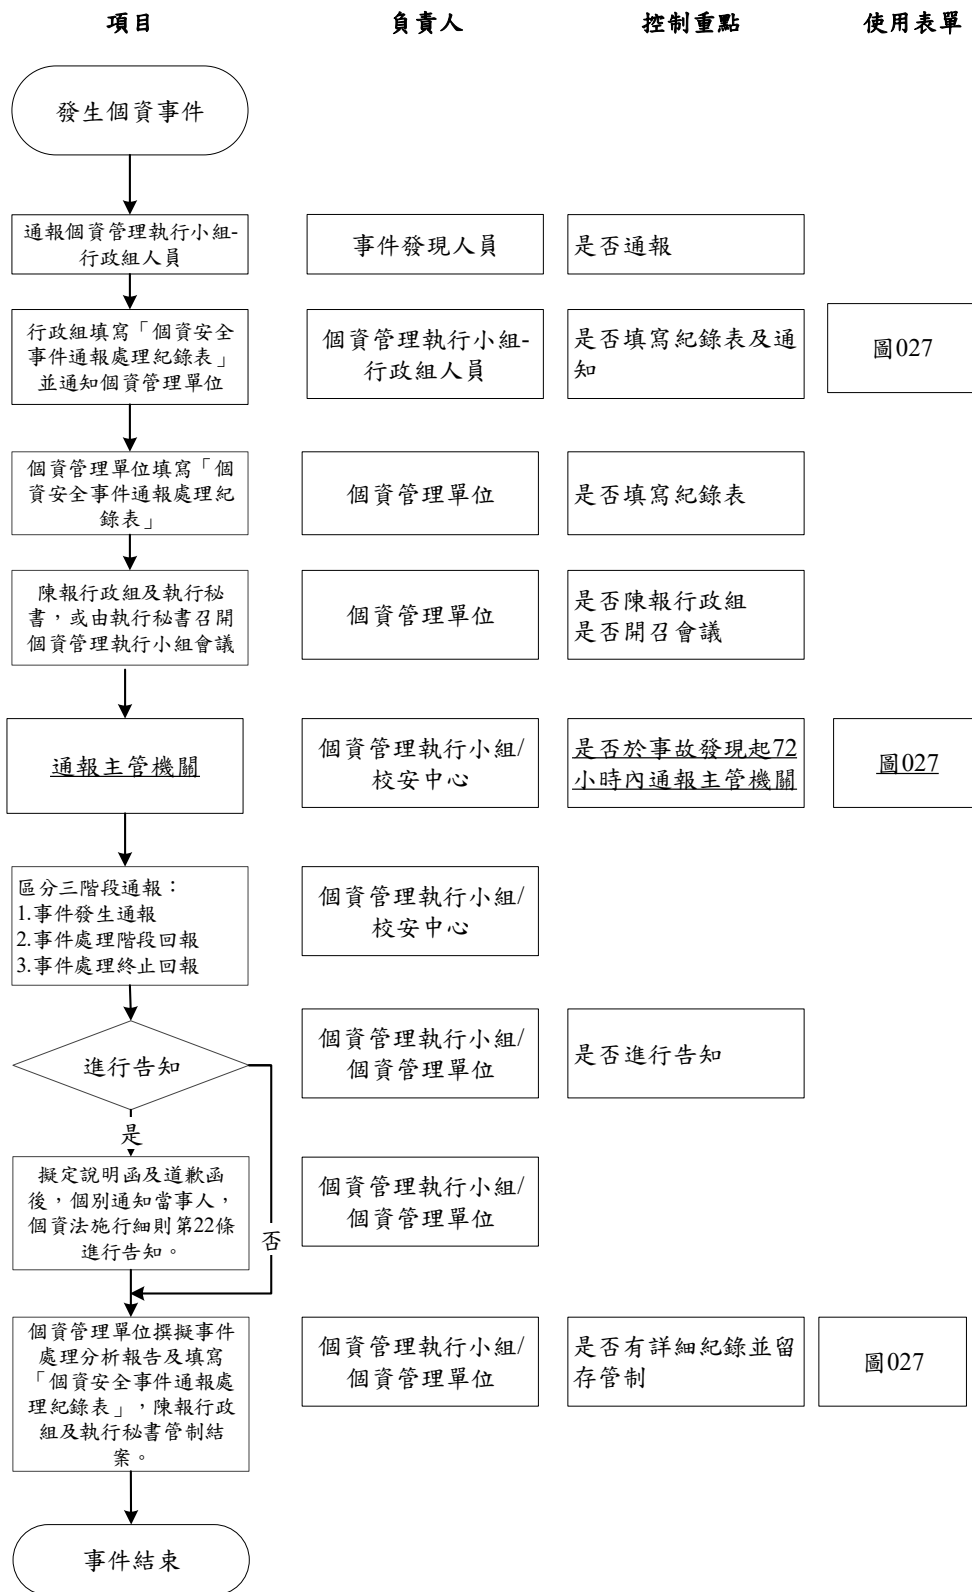 項目
負責人
控制重點
使用表單
發生個資事件
通報個資管理執行小組-
行政組人員
事件發現人員
是否通報
行政組填寫「個資安全
事件通報處理紀錄表」
並通知個資管理單位
個資管理執行小組-
行政組人員
是否填寫紀錄表及通
知
圖027
個資管理單位填寫「個
資安全事件通報處理紀
錄表」
個資管理單位
是否填寫紀錄表
陳報行政組及執行秘
書，或由執行秘書召開
個資管理執行小組會議
個資管理單位
是否陳報行政組
是否開召會議
通報主管機關
個資管理執行小組/
校安中心
是否於事故發現起72
小時內通報主管機關
圖027
區分三階段通報：
1.事件發生通報
2.事件處理階段回報
3.事件處理終止回報
個資管理執行小組/
校安中心
進行告知
個資管理執行小組/
個資管理單位
是否進行告知
是
擬定說明函及道歉函
後，個別通知當事人，
個資法施行細則第22條
進行告知。
否
個資管理執行小組/
個資管理單位
個資管理單位撰擬事件
處理分析報告及填寫
「個資安全事件通報處
理紀錄表」，陳報行政
組及執行秘書管制結
案。
個資管理執行小組/
個資管理單位
是否有詳細紀錄並留
存管制
圖027
事件結束